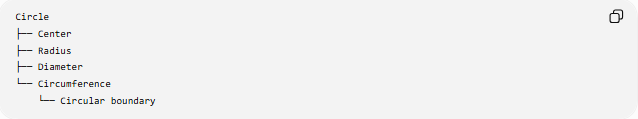 Circle
├── Center
├── Radius
├── Diameter
└── Circumference
    └── Circular boundary